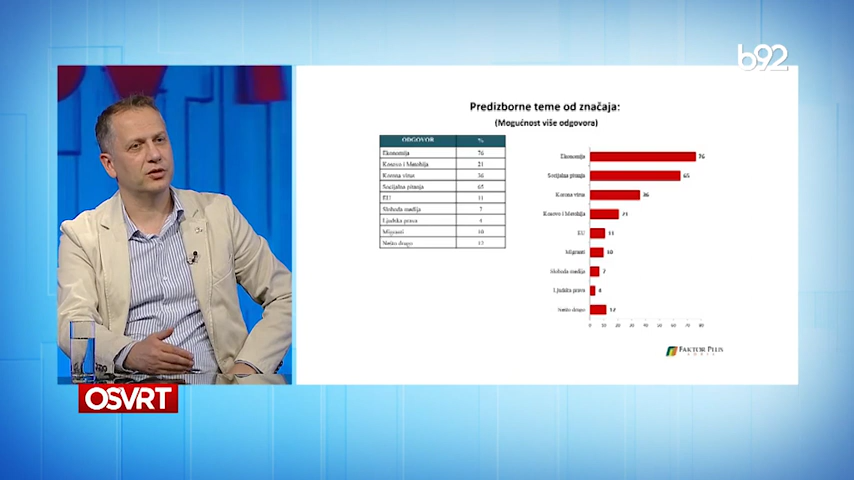 b92
Predizborne teme od značaja:
(Mogućnost više odgovora)
ODGOVOR %
Ekonomija 76
Kosovo i Metohija 21
Korona virus 36
Socijalna pitanja 65
EU 11
Sloboda medija 7
Ljudska prava 4
Migranti 10
Nešto drugo 12
Ekonomija 76
Socijalna pitanja 65
Korona virus 36
Kosovo i Metohija 21
EU 11
Migranti 10
Sloboda medija 7
Ljudska prava 4
Nešto drugo 12
0 10 20 30 40 50 60 70 80
FAKTOR PLUS
OSVRT